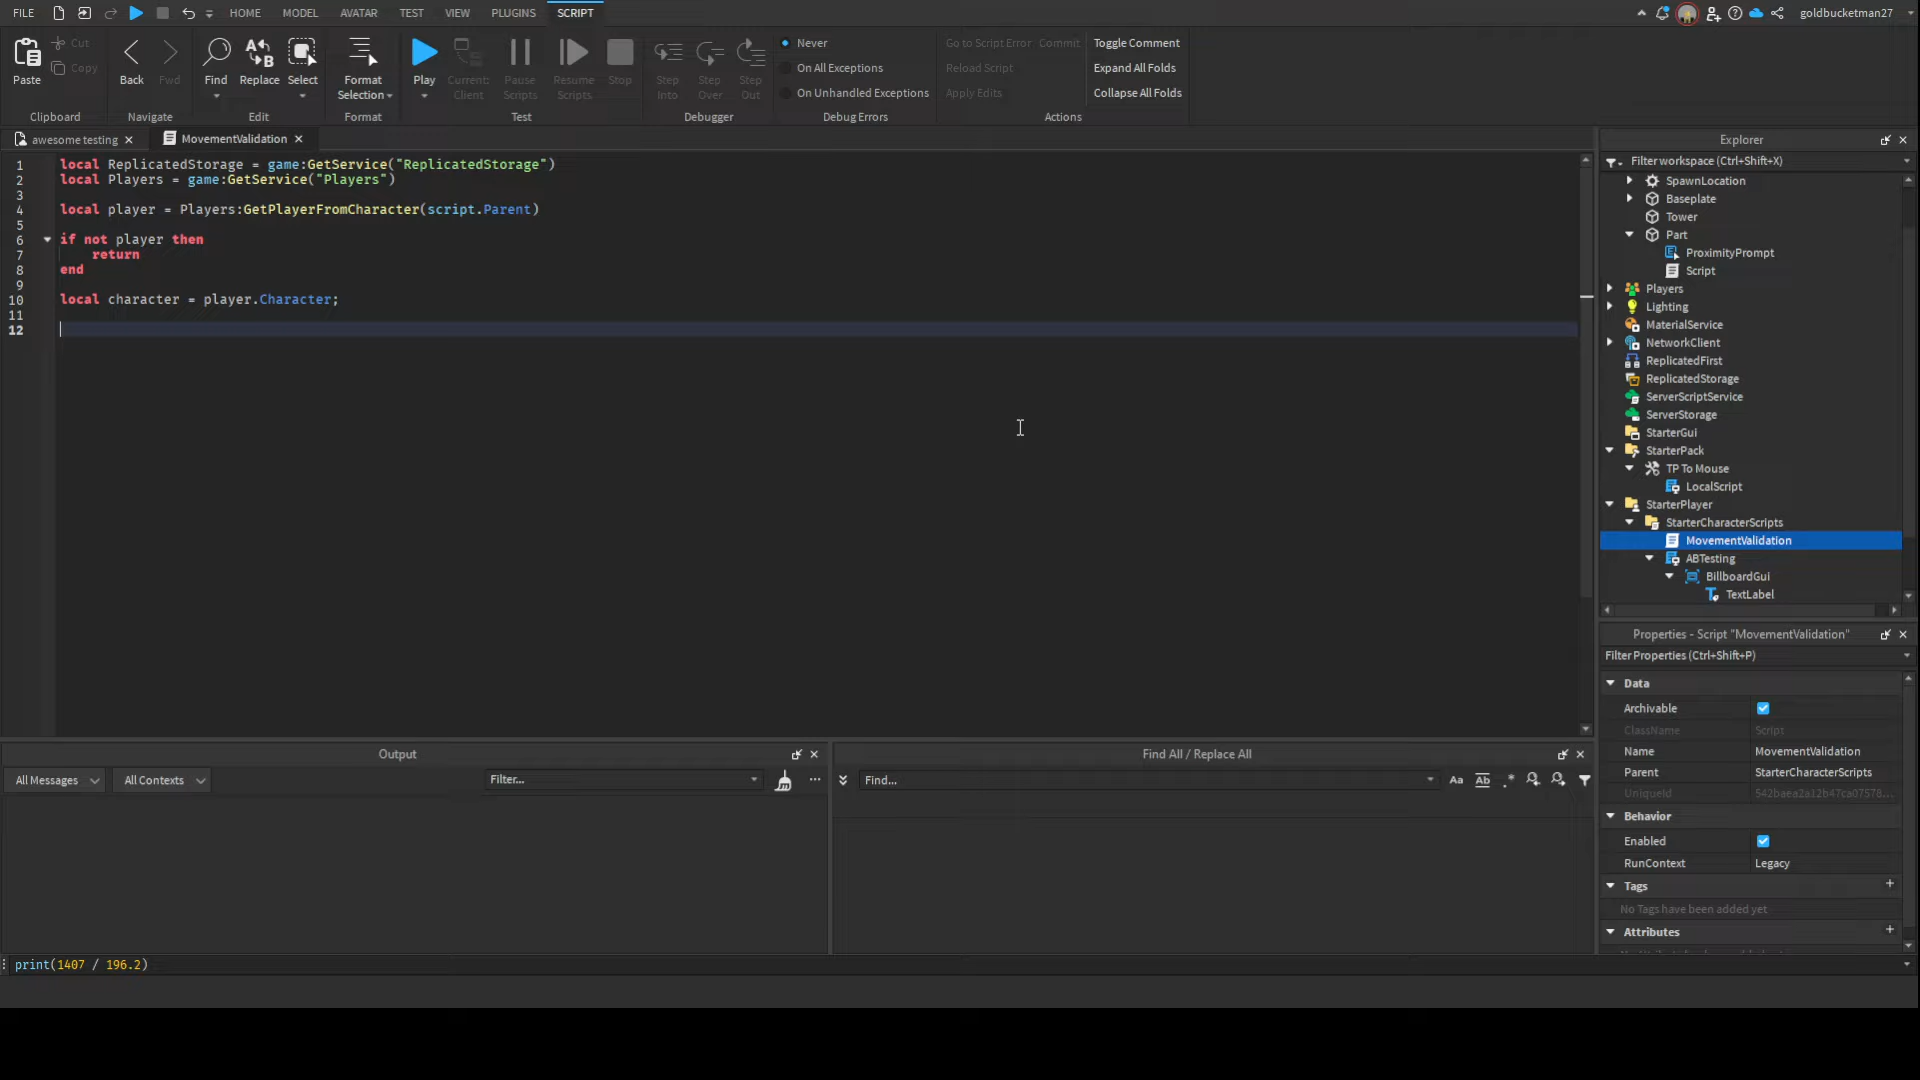 FILE HOME MODEL AVATAR TEST VIEW PLUGINS SCRIPT goldbucketman27
Paste Cut Copy
Clipboard
Back Fwd
Navigate
Find Replace Select
Edit
Format Selection
Format
Play Current: Client Pause Scripts Resume Scripts Stop
Test
Step Into Step Over Step Out
Debugger
Never
On All Exceptions
On Unhandled Exceptions
Debug Errors
Go to Script Error Commit
Reload Script
Apply Edits
Toggle Comment
Expand All Folds
Collapse All Folds
Actions
awesome testing MovementValidation
1 local ReplicatedStorage = game:GetService("ReplicatedStorage")
2 local Players = game:GetService("Players")
3
4 local player = Players:GetPlayerFromCharacter(script.Parent)
5
6 if not player then
7 return
8 end
9
10 local character = player.Character;
11
12
Explorer
Filter workspace (Ctrl+Shift+X)
SpawnLocation
Baseplate
Tower
Part
ProximityPrompt
Script
Players
Lighting
MaterialService
NetworkClient
ReplicatedFirst
ReplicatedStorage
ServerScriptService
ServerStorage
StarterGui
StarterPack
TP To Mouse
LocalScript
StarterPlayer
StarterCharacterScripts
MovementValidation
ABTesting
BillboardGui
TextLabel
Properties - Script "MovementValidation"
Filter Properties (Ctrl+Shift+P)
Data
Archivable
ClassName Script
Name MovementValidation
Parent StarterCharacterScripts
UniqueId 542baea2a12b47ca07578...
Behavior
Enabled
RunContext Legacy
Tags +
No Tags have been added yet
Attributes +
Output
All Messages All Contexts Filter... ...
Find All / Replace All
Find... Aa Ab .*
print(1407 / 196.2)